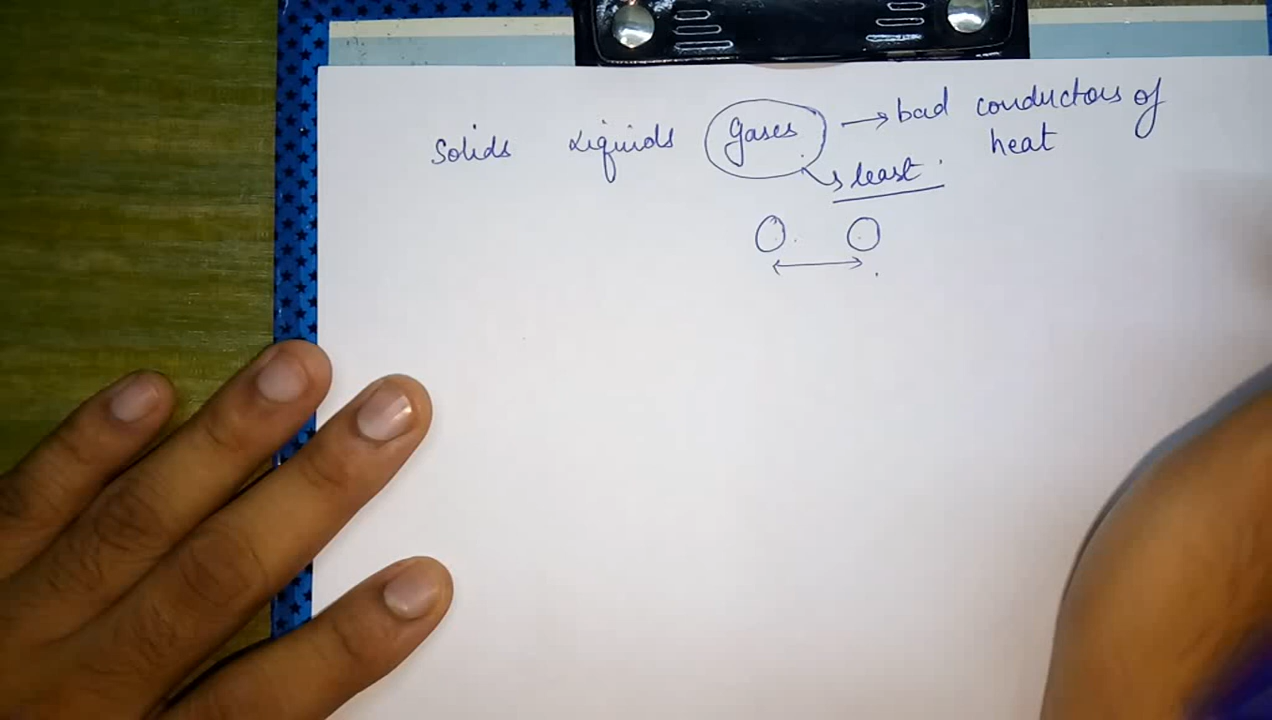 Solids Liquids gases → bad conductors of
heat
↳ least.